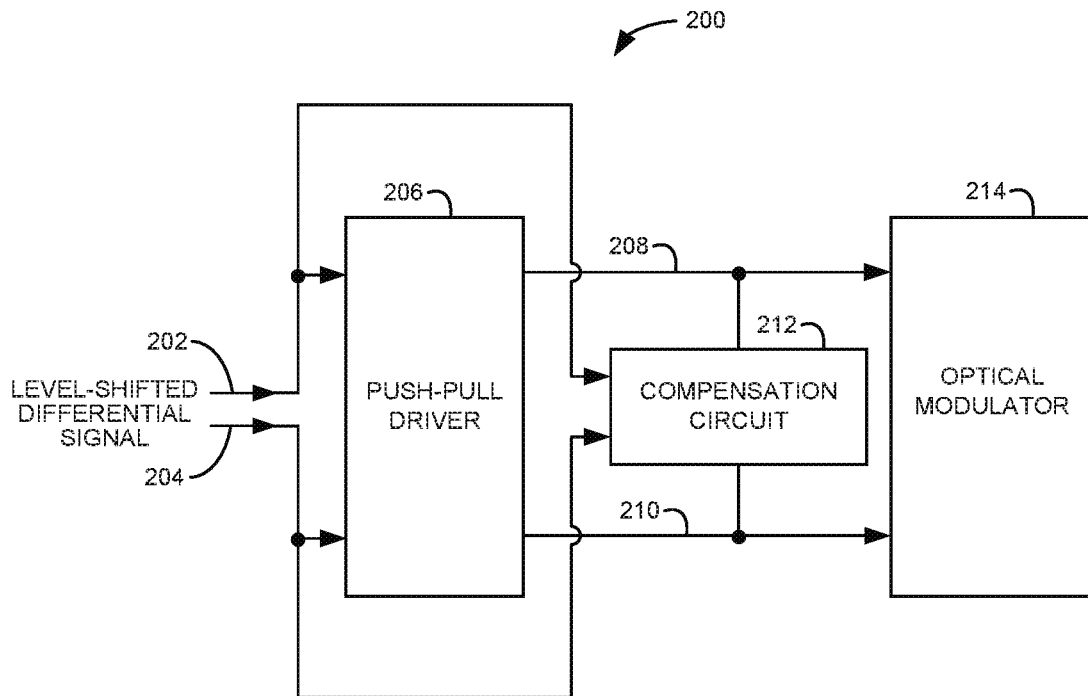 200
206
214
208
202
212
LEVEL-SHIFTED
DIFFERENTIAL
SIGNAL
PUSH-PULL
DRIVER
COMPENSATION
CIRCUIT
OPTICAL
MODULATOR
204
210